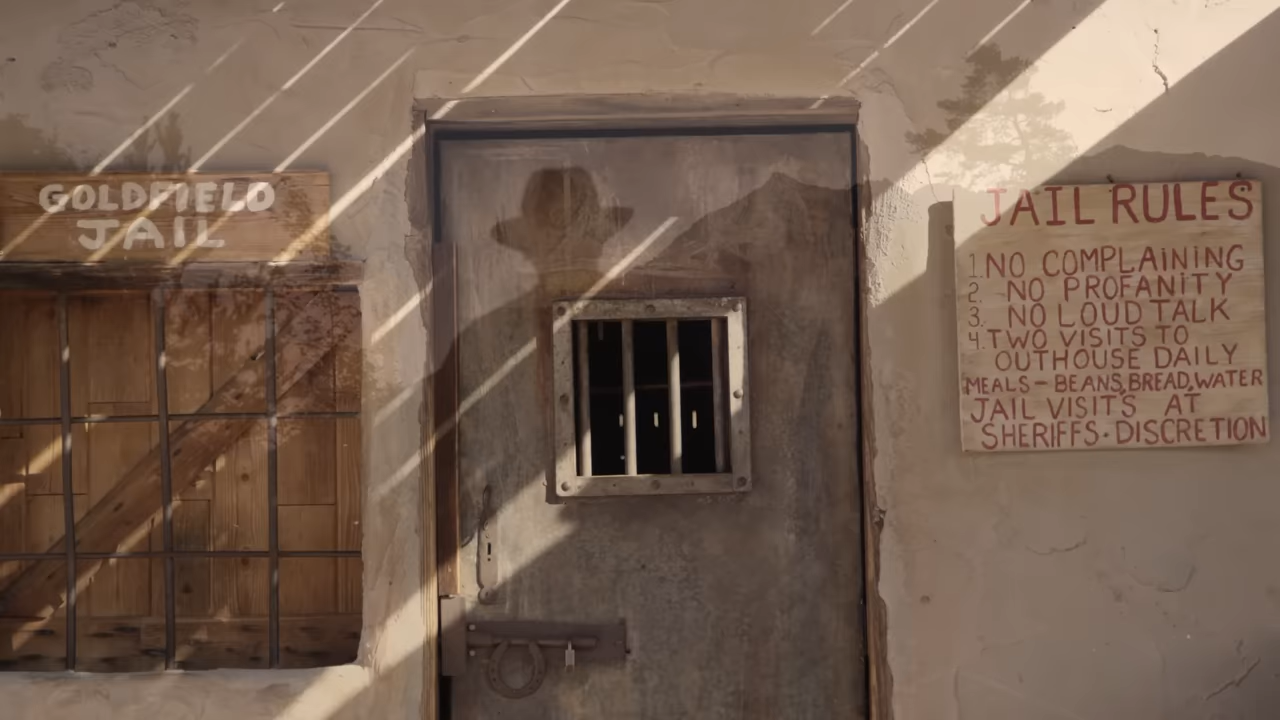 GOLDFIELD
JAIL
JAIL RULES
1. NO COMPLAINING
2. NO PROFANITY
3. NO LOUD TALK
4. TWO VISITS TO
OUTHOUSE DAILY
MEALS - BEANS, BREAD, WATER
JAIL VISITS AT
SHERIFFS · DISCRETION